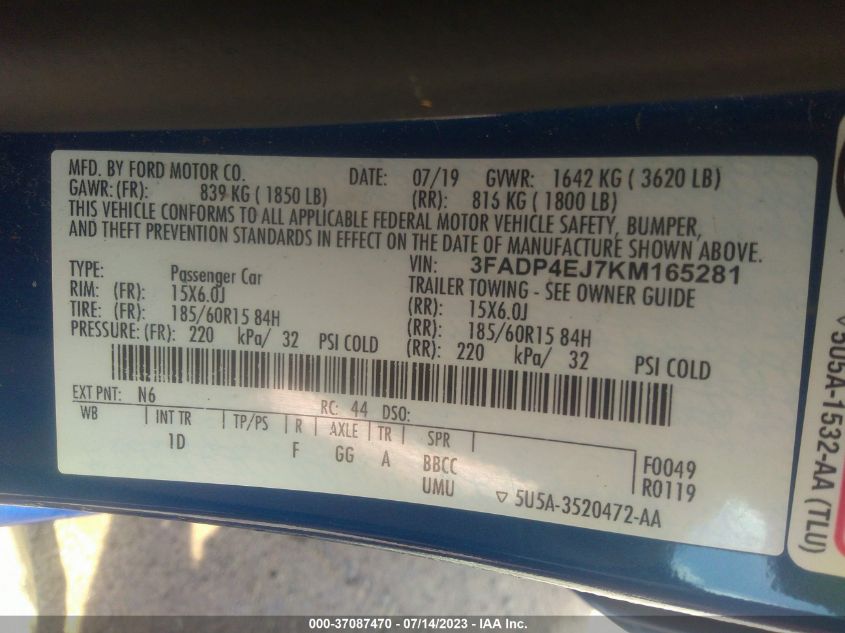 MFD. BY FORD MOTOR CO. DATE: 07/19 GVWR: 1642 KG ( 3620 LB)
GAWR: (FR): 839 KG ( 1850 LB) (RR): 816 KG ( 1800 LB)
THIS VEHICLE CONFORMS TO ALL APPLICABLE FEDERAL MOTOR VEHICLE SAFETY, BUMPER,
AND THEFT PREVENTION STANDARDS IN EFFECT ON THE DATE OF MANUFACTURE SHOWN ABOVE.
VIN: 3FADP4EJ7KM165281
TYPE: Passenger Car TRAILER TOWING - SEE OWNER GUIDE
RIM: (FR): 15X6.0J (RR): 15X6.0J
TIRE: (FR): 185/60R15 84H (RR): 185/60R15 84H
PRESSURE: (FR): 220 kPa/ 32 PSI COLD (RR): 220 kPa/ 32 PSI COLD
EXT PNT: N6 RC: 44 DSO:
WB INT TR TP/PS R AXLE TR SPR
1D F GG A BBCC F0049
UMU R0119
5U5A-3520472-AA
5U5A-1532-AA (TLU)
000-37087470 - 07/14/2023 - IAA Inc.